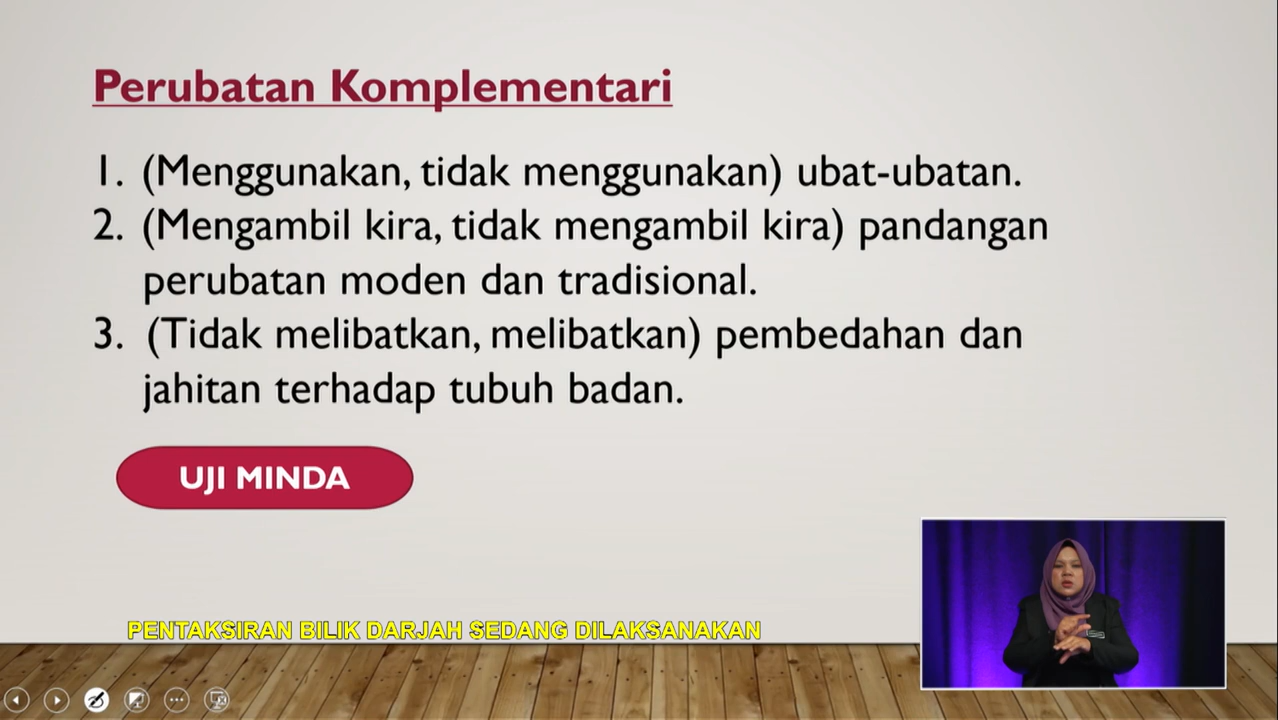 Perubatan Komplementari
1. (Menggunakan, tidak menggunakan) ubat-ubatan.
2. (Mengambil kira, tidak mengambil kira) pandangan
perubatan moden dan tradisional.
3. (Tidak melibatkan, melibatkan) pembedahan dan
jahitan terhadap tubuh badan.
UJI MINDA
PENTAKSIRAN BILIK DARJAH SEDANG DILAKSANAKAN